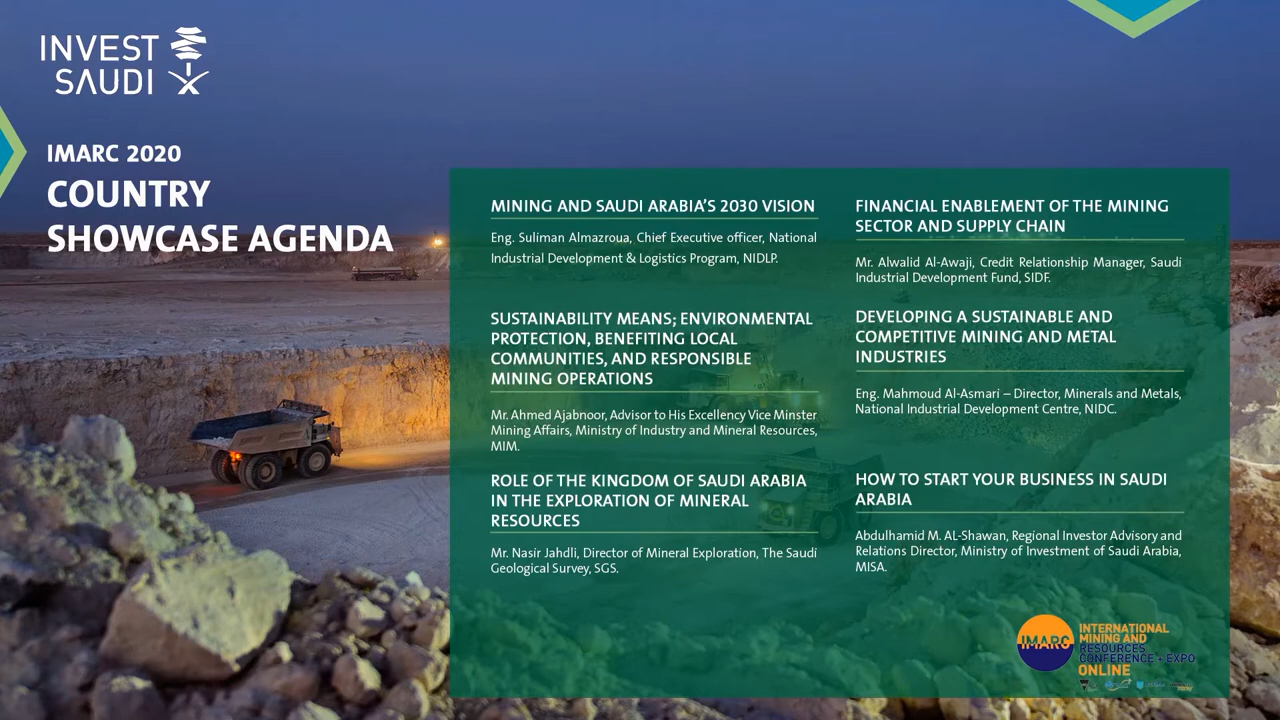 INVEST
SAUDI
IMARC 2020
COUNTRY
SHOWCASE AGENDA
MINING AND SAUDI ARABIA'S 2030 VISION
Eng. Suliman Almazroua, Chief Executive officer, National
Industrial Development & Logistics Program, NIDLP.
SUSTAINABILITY MEANS; ENVIRONMENTAL
PROTECTION, BENEFITING LOCAL
COMMUNITIES, AND RESPONSIBLE
MINING OPERATIONS
Mr. Ahmed Ajabnoor, Advisor to His Excellency Vice Minster
Mining Affairs, Ministry of Industry and Mineral Resources,
MIM.
ROLE OF THE KINGDOM OF SAUDI ARABIA
IN THE EXPLORATION OF MINERAL
RESOURCES
Mr. Nasir Jahdli, Director of Mineral Exploration, The Saudi
Geological Survey, SGS.
FINANCIAL ENABLEMENT OF THE MINING
SECTOR AND SUPPLY CHAIN
Mr. Alwalid Al-Awaji, Credit Relationship Manager, Saudi
Industrial Development Fund, SIDF.
DEVELOPING A SUSTAINABLE AND
COMPETITIVE MINING AND METAL
INDUSTRIES
Eng. Mahmoud Al-Asmari – Director, Minerals and Metals,
National Industrial Development Centre, NIDC.
HOW TO START YOUR BUSINESS IN SAUDI
ARABIA
Abdulhamid M. AL-Shawan, Regional Investor Advisory and
Relations Director, Ministry of Investment of Saudi Arabia,
MISA.
IMARC
INTERNATIONAL
MINING AND
RESOURCES
CONFERENCE + EXPO
ONLINE